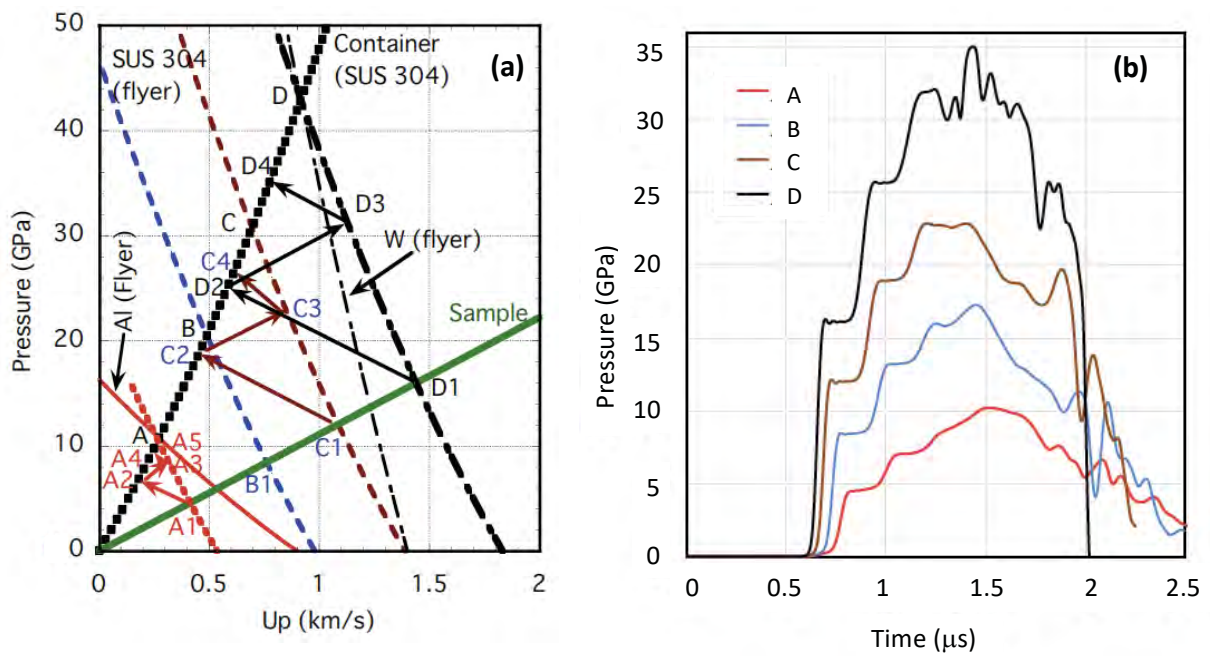 50
40
30
20
10
0
Pressure (GPa)
SUS 304
(flyer)
Container
(SUS 304)
(a)
D
D4
D3
C
C4
W (flyer)
D2
C3
Al (Flyer)
B
C2
Sample
D1
A
A5
A4
A3
A2
C1
B1
A1
0
0.5
1
1.5
2
Up (km/s)
35
30
25
20
15
10
5
0
Pressure (GPa)
(b)
A
B
C
D
0
0.5
1
1.5
2
2.5
Time (μs)